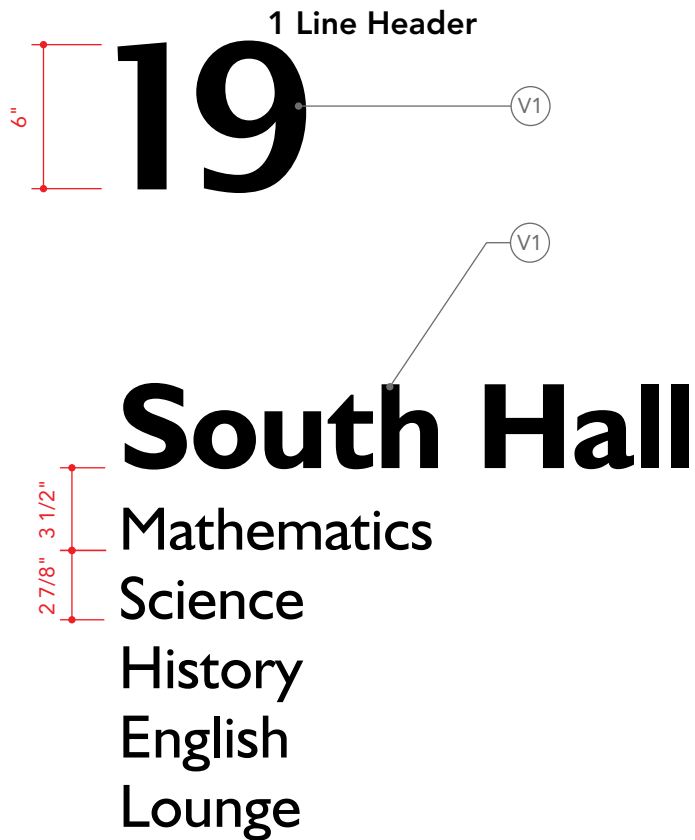 1 Line Header
19
6"
V1
V1
South Hall
3 1/2"
Mathematics
2 7/8"
Science
History
English
Lounge